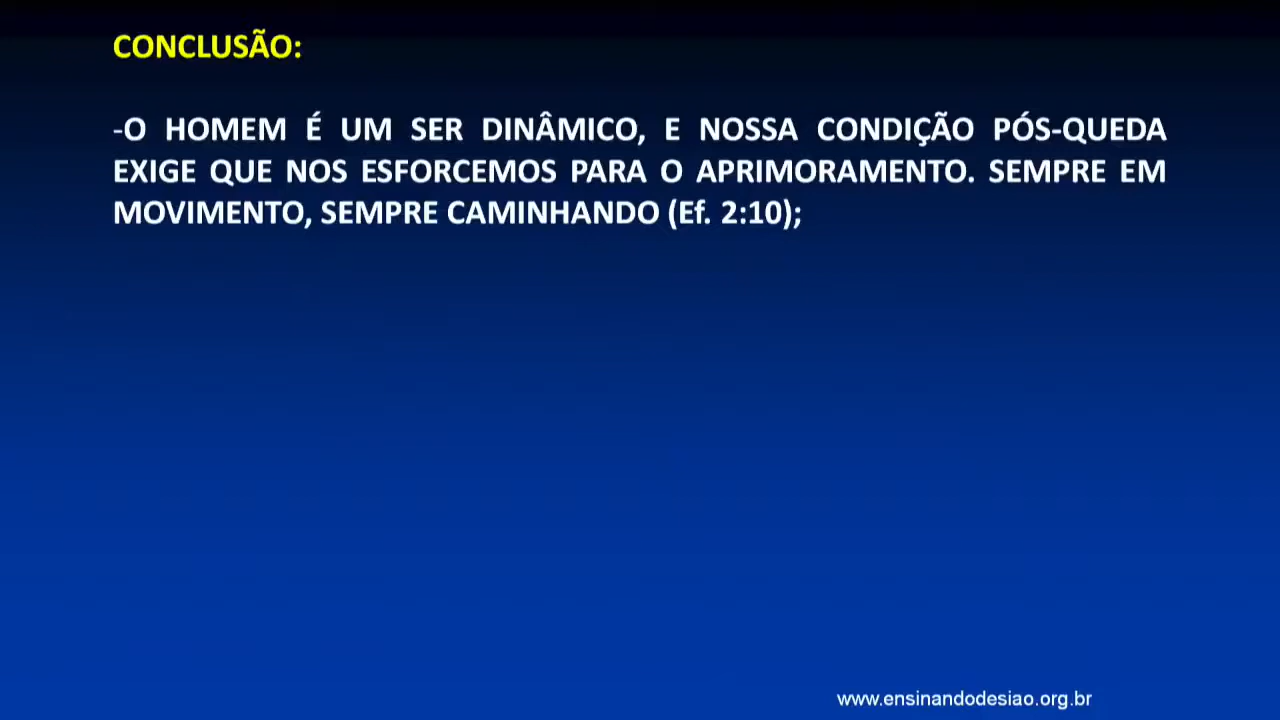 CONCLUSÃO:
-O HOMEM É UM SER DINÂMICO, E NOSSA CONDIÇÃO PÓS-QUEDA
EXIGE QUE NOS ESFORCEMOS PARA O APRIMORAMENTO. SEMPRE EM
MOVIMENTO, SEMPRE CAMINHANDO (Ef. 2:10);
www.ensinandodesiao.org.br